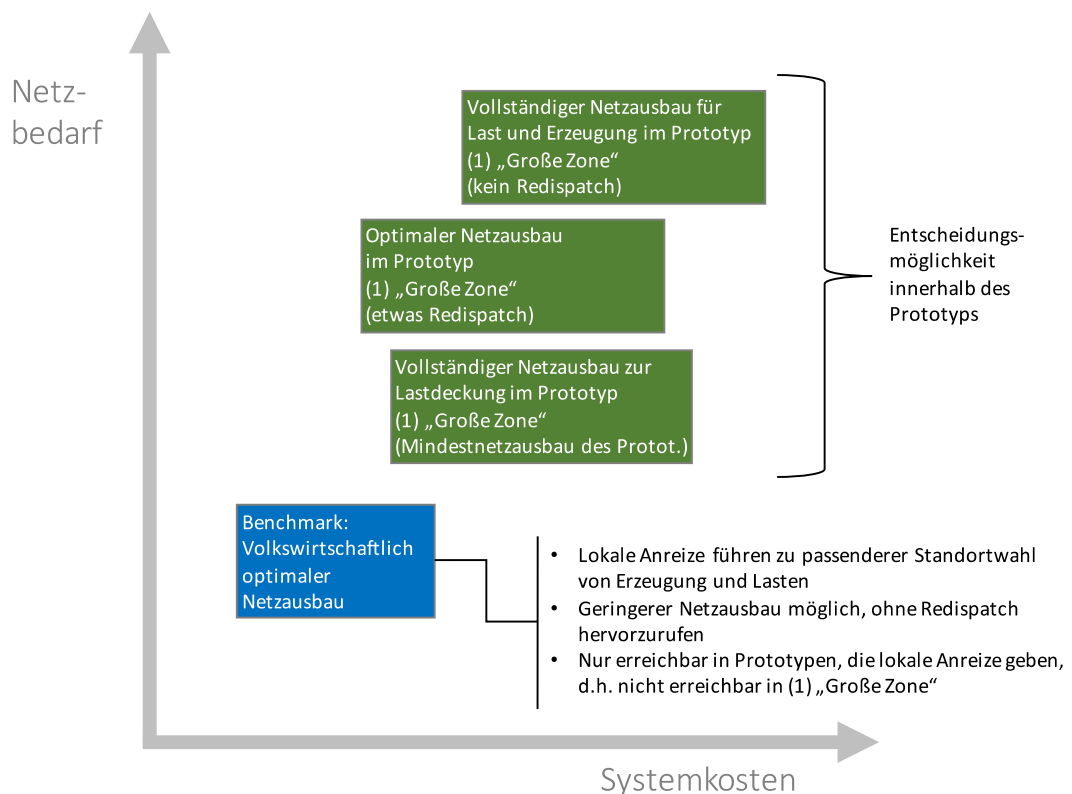 Netz-
bedarf
Vollständiger Netzausbau für
Last und Erzeugung im Prototyp
(1) „Große Zone“
(kein Redispatch)
Optimaler Netzausbau
im Prototyp
(1) „Große Zone“
(etwas Redispatch)
Vollständiger Netzausbau zur
Lastdeckung im Prototyp
(1) „Große Zone“
(Mindestnetzausbau des Protot.)
Entscheidungs-
möglichkeit
innerhalb des
Prototyps
Benchmark:
Volkswirtschaftlich
optimaler
Netzausbau
• Lokale Anreize führen zu passenderer Standortwahl
von Erzeugung und Lasten
• Geringerer Netzausbau möglich, ohne Redispatch
hervorzurufen
• Nur erreichbar in Prototypen, die lokale Anreize geben,
d.h. nicht erreichbar in (1) „Große Zone“
Systemkosten